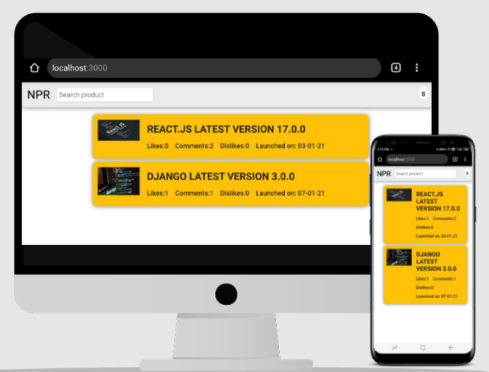 localhost:3000
4
NPR Search product S
REACT.JS LATEST VERSION 17.0.0
Likes:0 Comments:2 Dislikes:0 Launched on: 03-01-21
DJANGO LATEST VERSION 3.0.0
Likes:1 Comments:1 Dislikes:0 Launched on: 07-01-21
localhost:3000
NPR Search product
REACT.JS
LATEST
VERSION 17.0.0
Likes:1 Comments:2
Dislikes:0
Launched on: 03-01-21
DJANGO
LATEST
VERSION 3.0.0
Likes:1 Comments:1
Dislikes:0
Launched on: 07-01-21